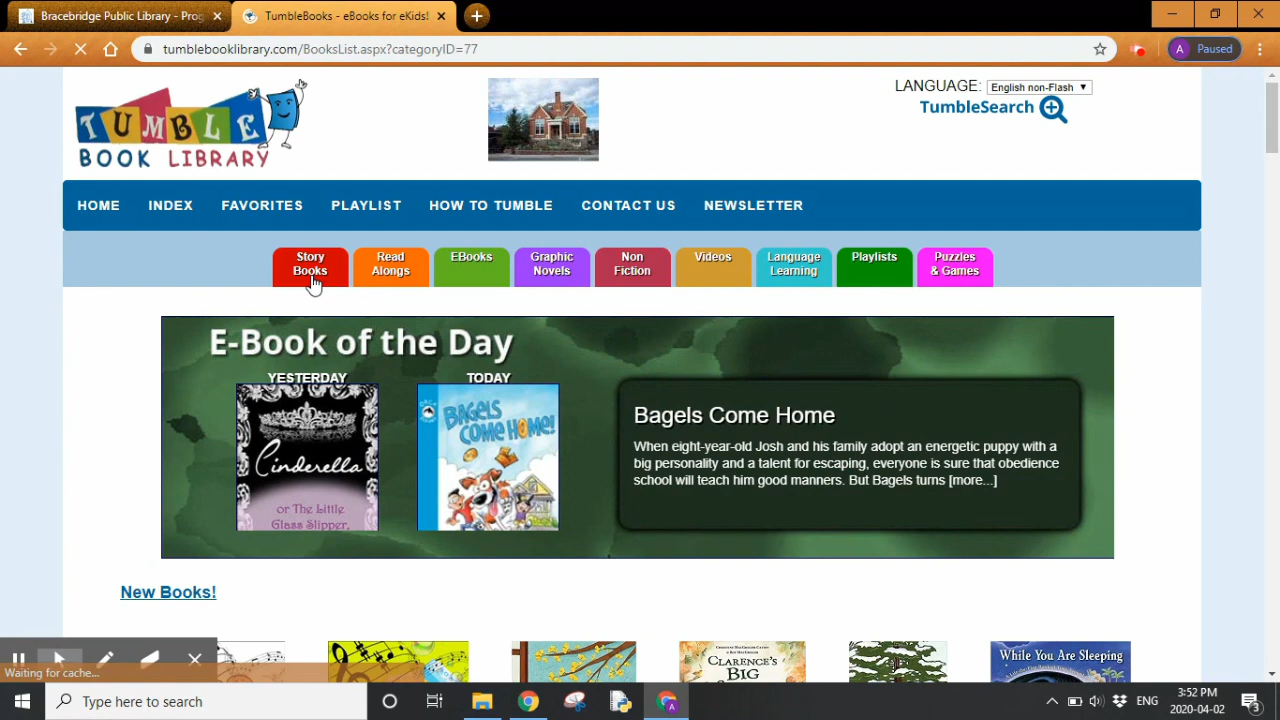 Bracebridge Public Library - Prog
TumbleBooks - eBooks for eKids!
tumblebooklibrary.com/BooksList.aspx?categoryID=77
A Paused
TUMBLE
BOOK LIBRARY
LANGUAGE: English non-Flash
TumbleSearch
HOME INDEX FAVORITES PLAYLIST HOW TO TUMBLE CONTACT US NEWSLETTER
Story Books
Read Alongs
EBooks
Graphic Novels
Non Fiction
Videos
Language Learning
Playlists
Puzzles & Games
E-Book of the Day
YESTERDAY
TODAY
Cinderella
or The Little
Glass Slipper,
BAGELS
COME HOME!
Bagels Come Home
When eight-year-old Josh and his family adopt an energetic puppy with a
big personality and a talent for escaping, everyone is sure that obedience
school will teach him good manners. But Bagels turns [more...]
New Books!
CLARENCE'S
BIG
While You Are Sleeping
Waiting for cache...
Type here to search
A
ENG
3:52 PM
2020-04-02
3